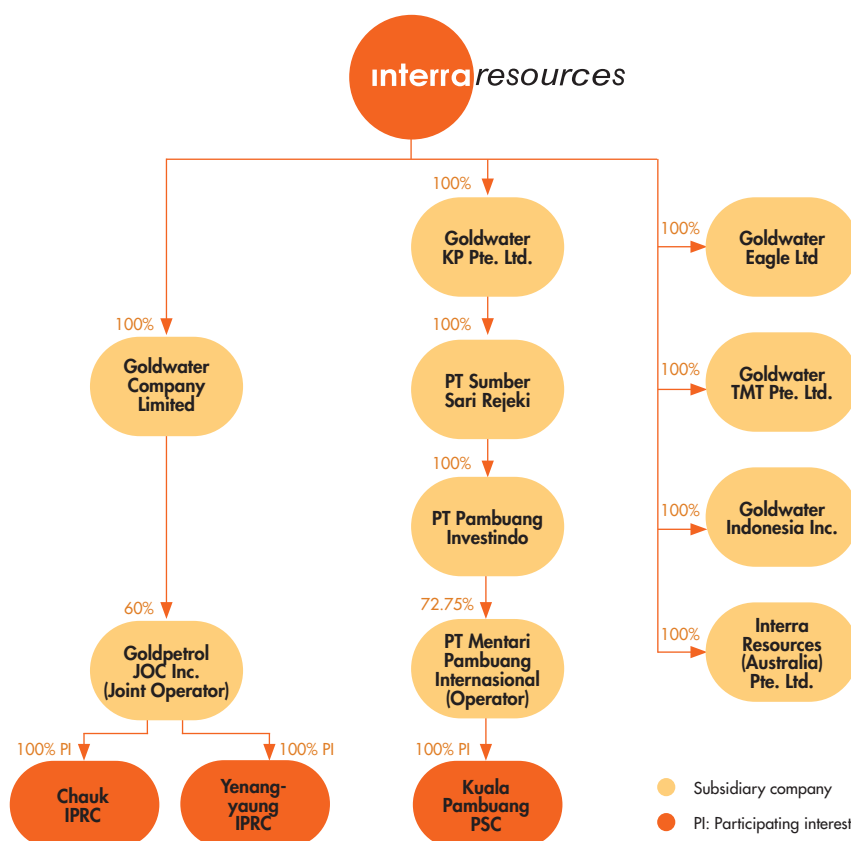 interraresources
100%
Goldwater
KP Pte. Ltd.
100%
Goldwater
Eagle Ltd
100%
Goldwater
Company
Limited
100%
PT Sumber
Sari Rejeki
100%
Goldwater
TMT Pte. Ltd.
100%
PT Pambuang
Investindo
100%
Goldwater
Indonesia Inc.
60%
Goldpetrol
JOC Inc.
(Joint Operator)
72.75%
PT Mentari
Pambuang
Internasional
(Operator)
100%
Interra
Resources
(Australia)
Pte. Ltd.
100% PI
Chauk
IPRC
100% PI
Yenang-
yaung
IPRC
100% PI
Kuala
Pambuang
PSC
Subsidiary company
PI: Participating interest